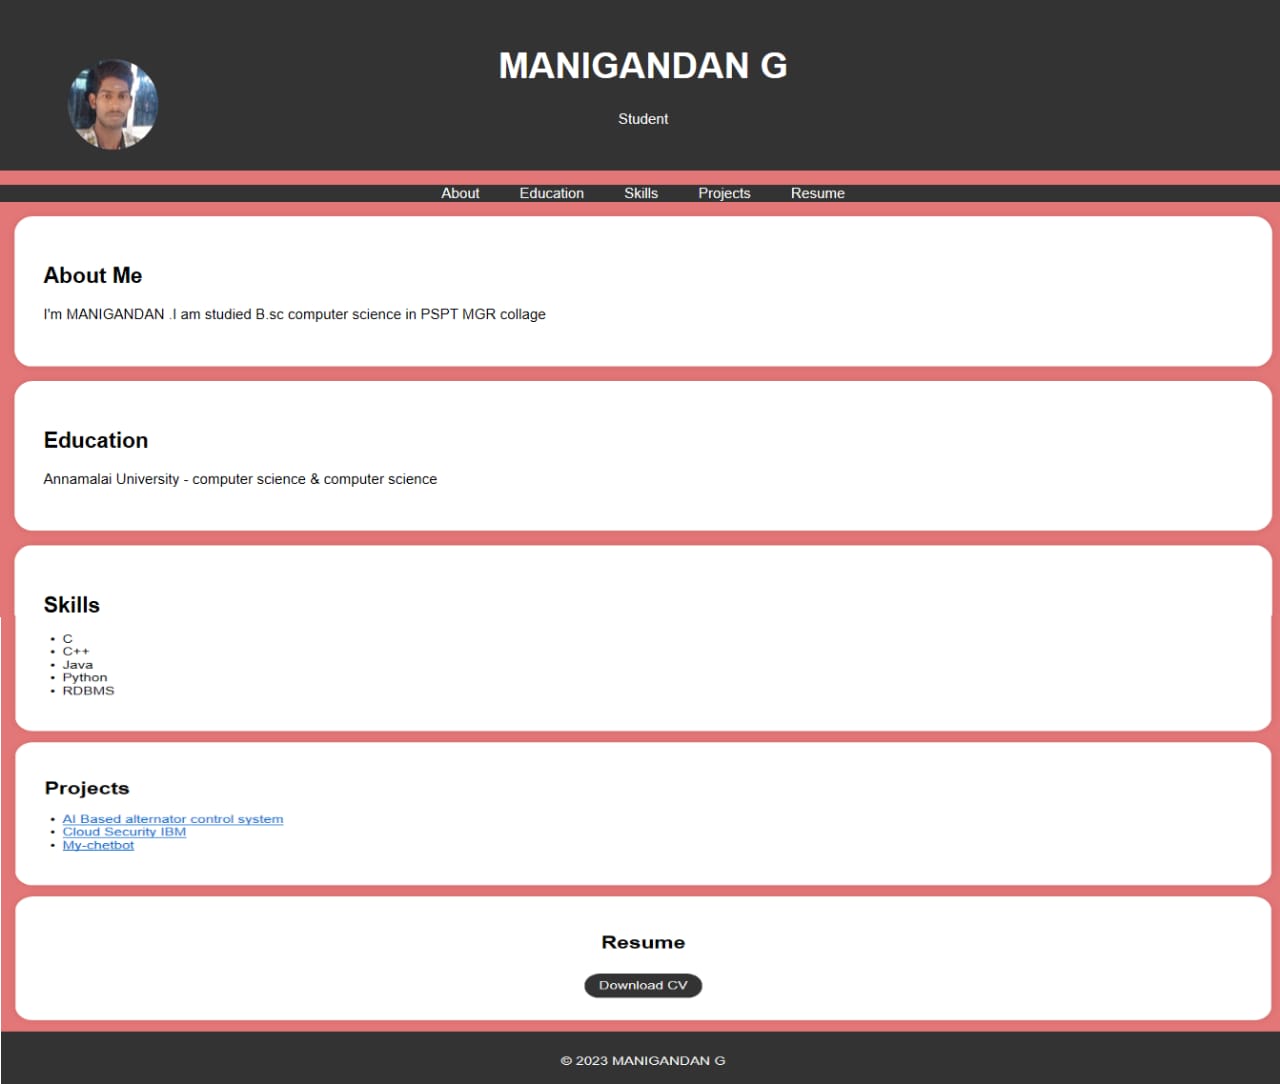 MANIGANDAN G
Student
About Education Skills Projects Resume
About Me
I'm MANIGANDAN .I am studied B.sc computer science in PSPT MGR collage
Education
Annamalai University - computer science & computer science
Skills
• C
• C++
• Java
• Python
• RDBMS
Projects
• AI Based alternator control system
• Cloud Security IBM
• My-chetbot
Resume
Download CV
© 2023 MANIGANDAN G